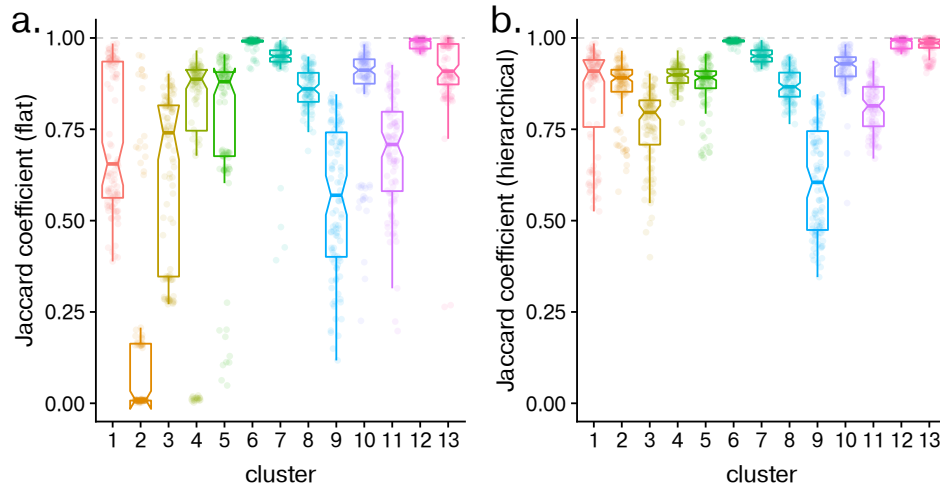 a.
Jaccard coefficient (flat)
1.00
0.75
0.50
0.25
0.00
1 2 3 4 5 6 7 8 9 10 11 12 13
cluster
b.
Jaccard coefficient (hierarchical)
1.00
0.75
0.50
0.25
0.00
1 2 3 4 5 6 7 8 9 10 11 12 13
cluster